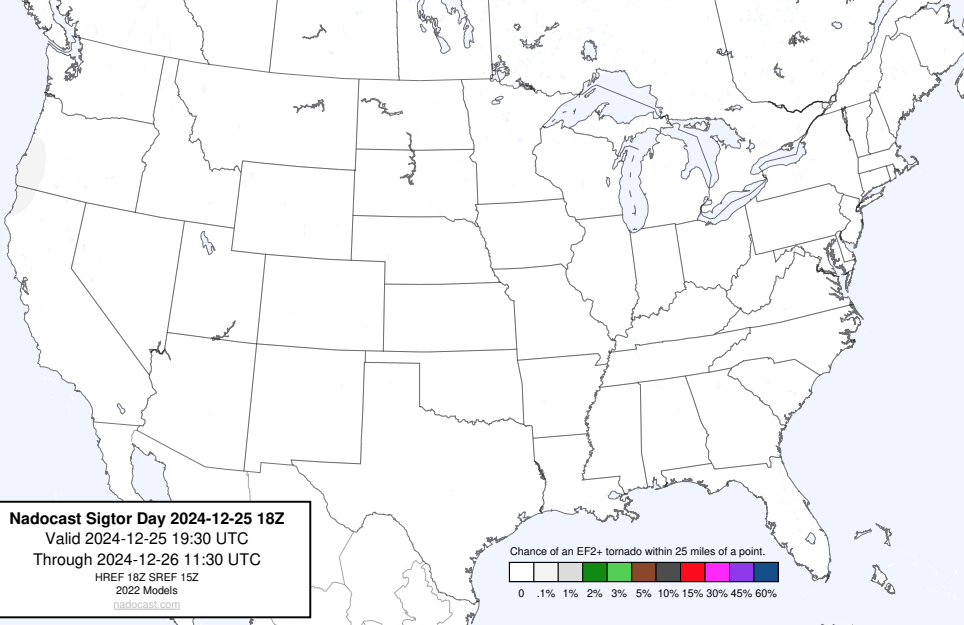 Nadocast Sigtor Day 2024-12-25 18Z
Valid 2024-12-25 19:30 UTC
Through 2024-12-26 11:30 UTC
HREF 18Z SREF 15Z
2022 Models
nadocast.com
Chance of an EF2+ tornado within 25 miles of a point.
0 .1% 1% 2% 3% 5% 10% 15% 30% 45% 60%